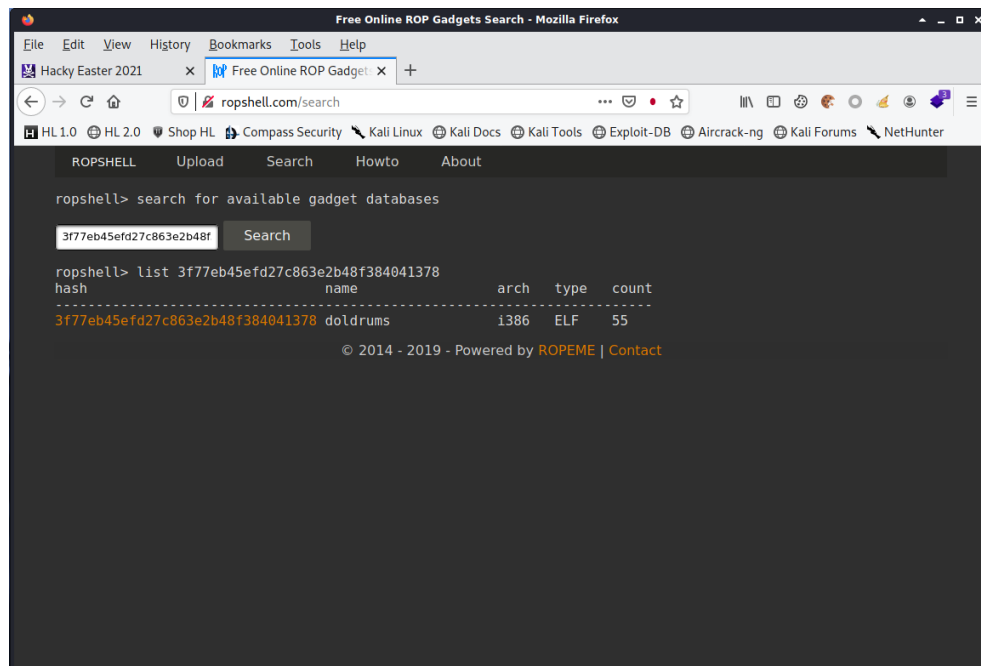 Free Online ROP Gadgets Search - Mozilla Firefox
File Edit View History Bookmarks Tools Help
Hacky Easter 2021
Free Online ROP Gadgets
ropshell.com/search
3
HL 1.0 HL 2.0 Shop HL Compass Security Kali Linux Kali Docs Kali Tools Exploit-DB Aircrack-ng Kali Forums NetHunter
ROPSHELL Upload Search Howto About
ropshell> search for available gadget databases
3f77eb45efd27c863e2b48f Search
ropshell> list 3f77eb45efd27c863e2b48f384041378
hash name arch type count
--------------------------------------------------------------------------
3f77eb45efd27c863e2b48f384041378 doldrums i386 ELF 55
© 2014 - 2019 - Powered by ROPEME | Contact